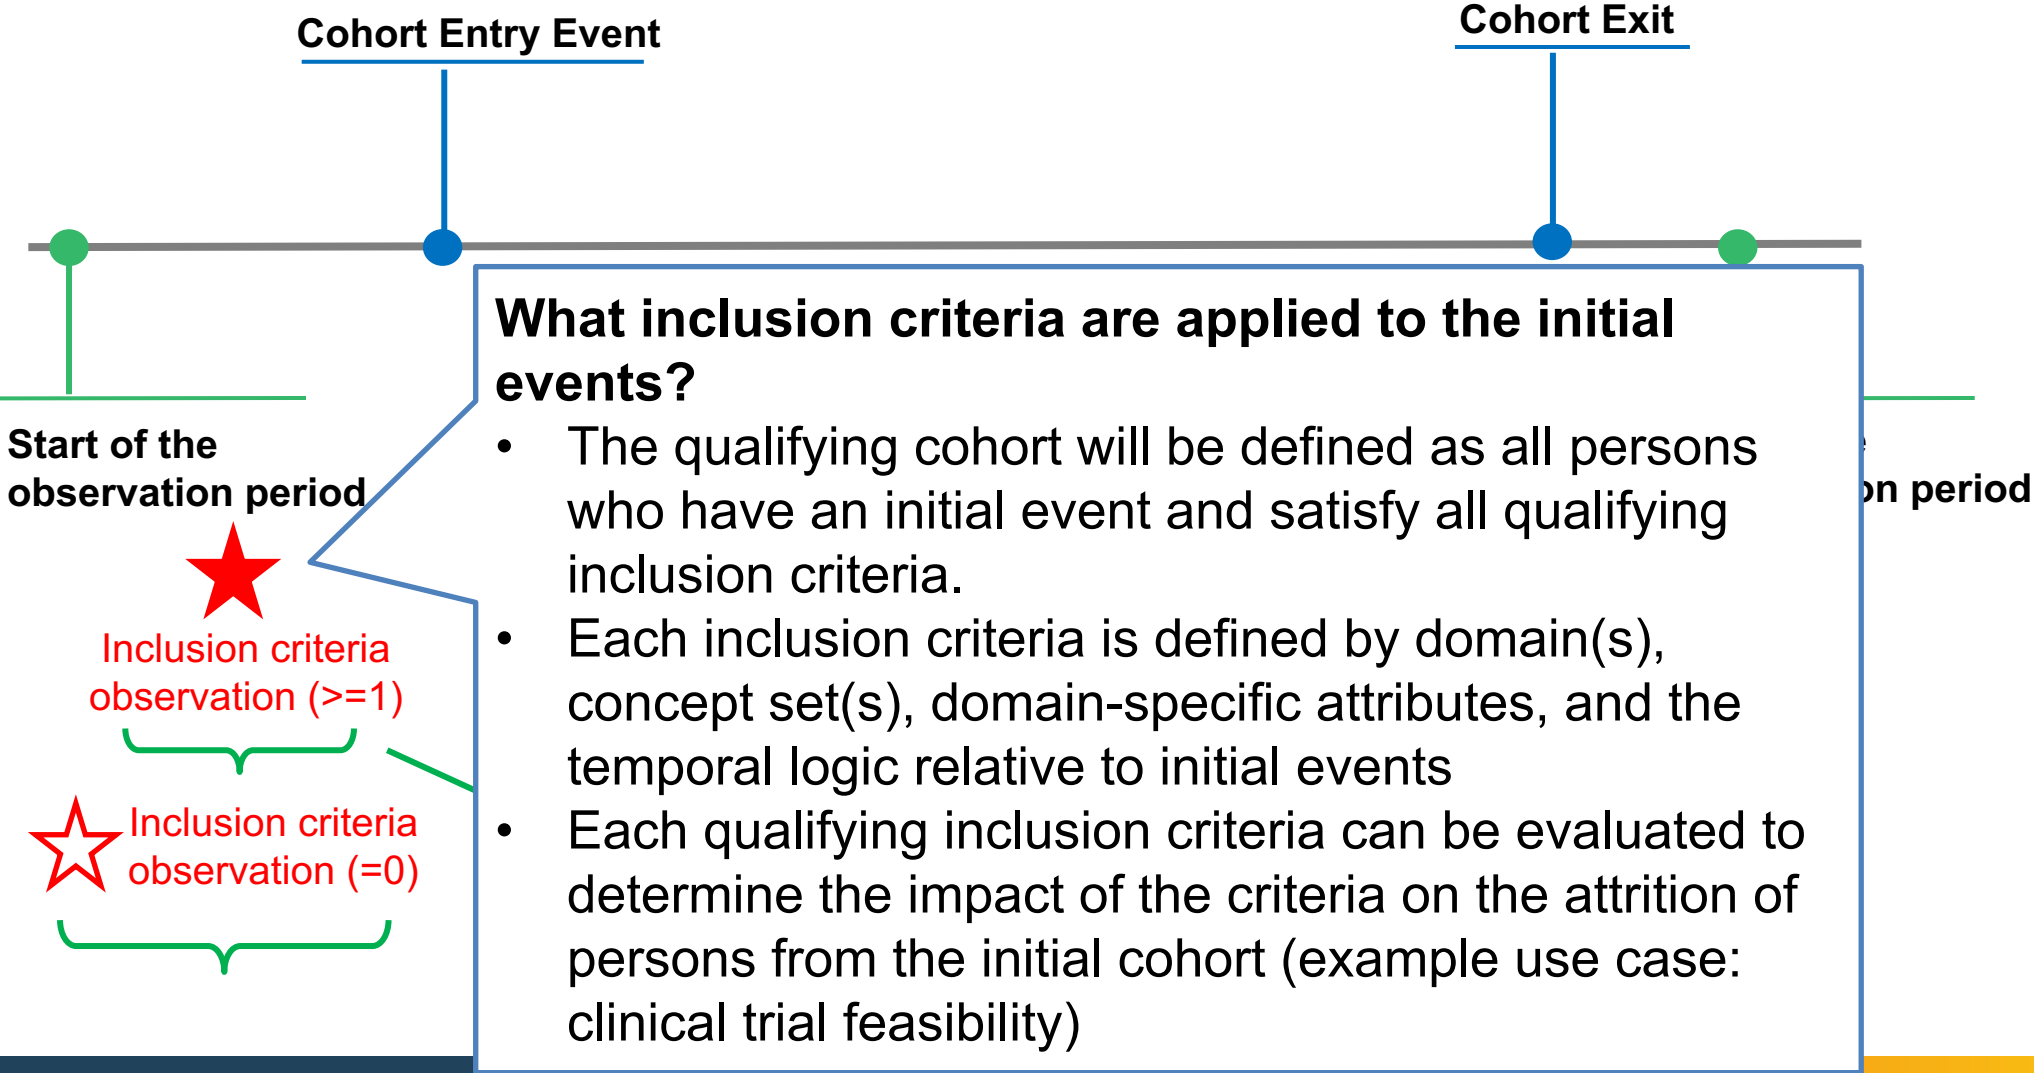 Cohort Entry Event
Cohort Exit
Start of the
observation period
on period
Inclusion criteria
observation (>=1)
Inclusion criteria
observation (=0)
What inclusion criteria are applied to the initial
events?
• The qualifying cohort will be defined as all persons
who have an initial event and satisfy all qualifying
inclusion criteria.
• Each inclusion criteria is defined by domain(s),
concept set(s), domain-specific attributes, and the
temporal logic relative to initial events
• Each qualifying inclusion criteria can be evaluated to
determine the impact of the criteria on the attrition of
persons from the initial cohort (example use case:
clinical trial feasibility)